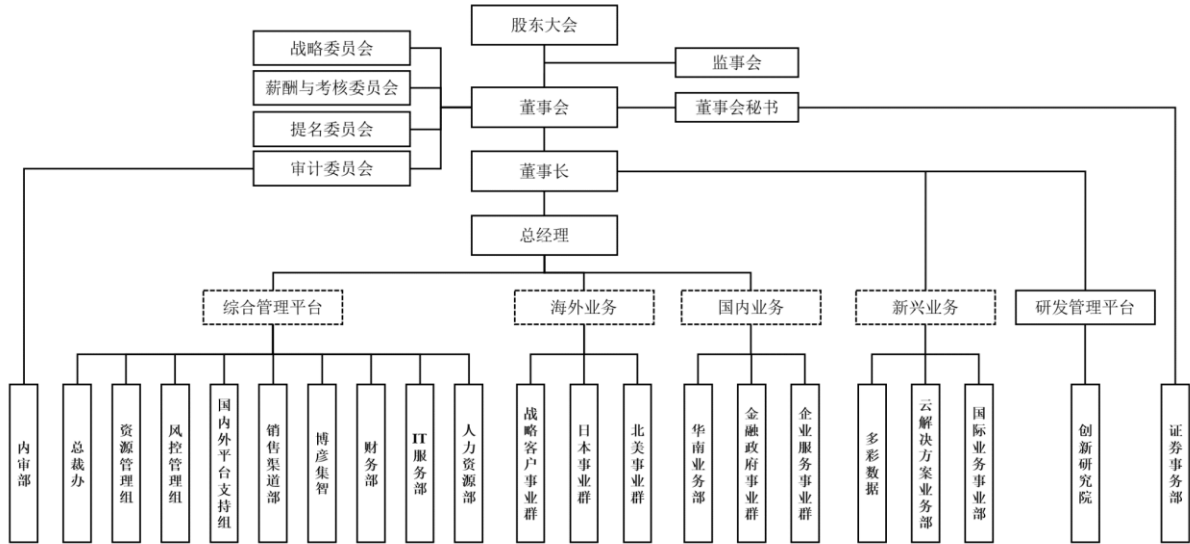 股东大会
战略委员会
监事会
薪酬与考核委员会
董事会
董事会秘书
提名委员会
审计委员会
董事长
总经理
综合管理平台
海外业务
国内业务
新兴业务
研发管理平台
内审部
总裁办
资源管理组
风控管理组
国内外平台支持组
销售渠道部
博彦集智
财务部
IT服务部
人力资源部
战略客户事业群
日本事业群
北美事业群
华南业务部
金融政府事业群
企业服务事业群
多彩数据
云解决方案业务部
国际业务事业部
创新研究院
证券事务部